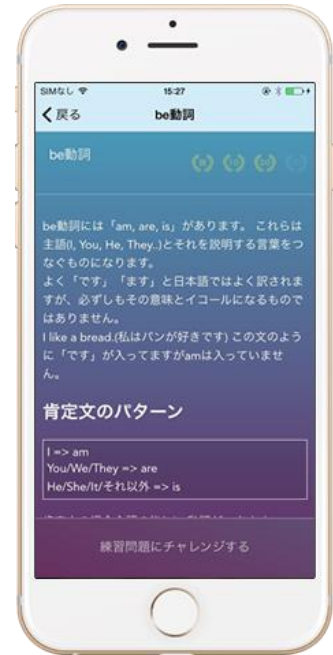 SIMなし 15:27
戻る be動詞
be動詞
be動詞には「am, are, is」があります。 これらは
主語(I, You, He, They..)とそれを説明する言葉をつ
なぐものになります。
よく「です」「ます」と日本語ではよく訳されま
すが、必ずしもその意味とイコールになるもので
はありません。
I like a bread.(私はパンが好きです) この文のよう
に「です」が入ってますがamは入っていませ
ん。
肯定文のパターン
I => am
You/We/They => are
He/She/It/それ以外 => is
練習問題にチャレンジする